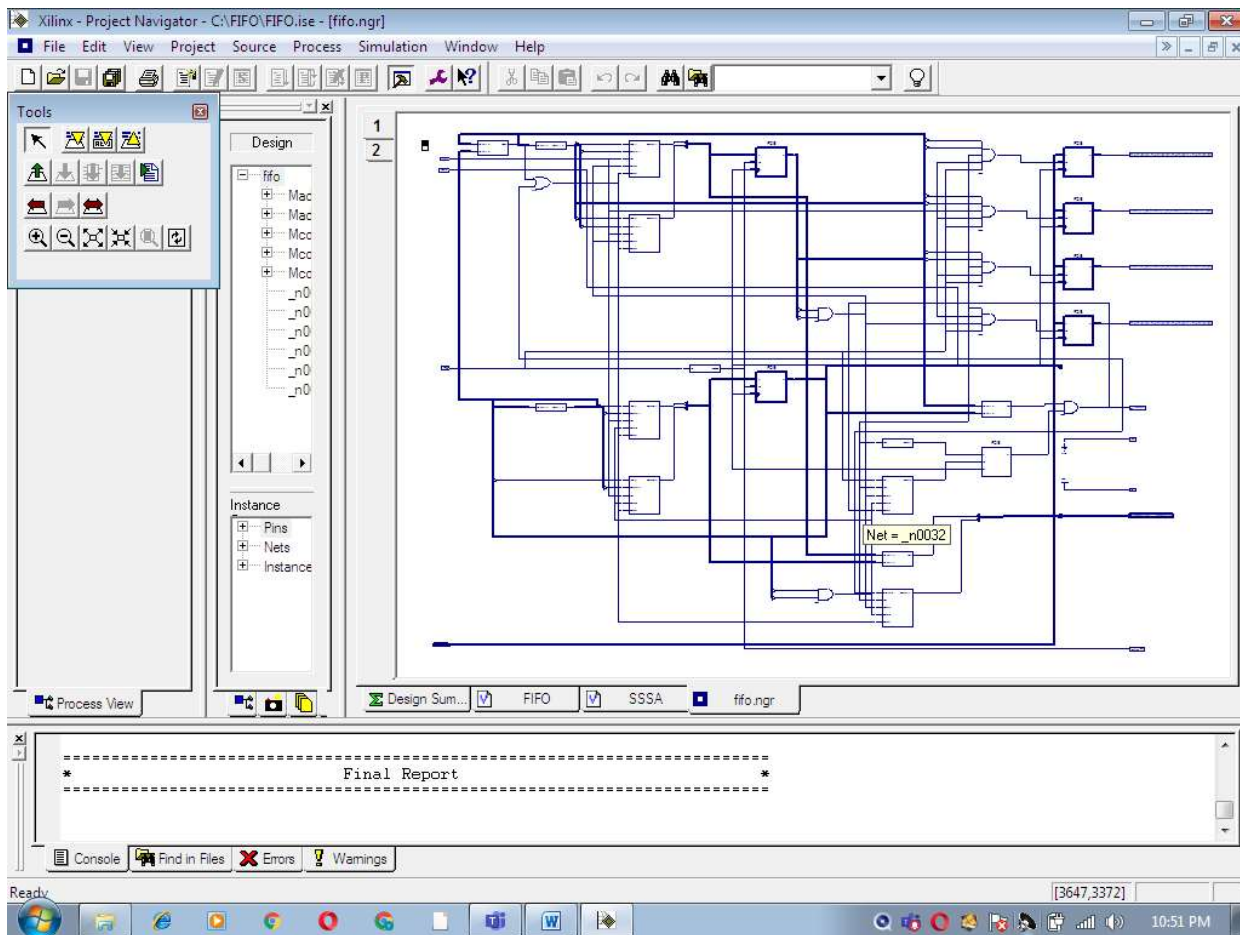 Xilinx - Project Navigator - C:\FIFO\FIFO.ise - [fifo.ngr]
File Edit View Project Source Process Simulation Window Help
Tools
Design
fifo
Mac
Mac
Mcc
Mcc
Mcc
_n0
_n0
_n0
_n0
_n0
_n0
Instance
Pins
Nets
Instance
1
2
Net = _n0032
Process View
Design Sum...
FIFO
SSSA
fifo.ngr
=========================================================================
* Final Report *
=========================================================================
Console Find in Files Errors Warnings
Ready
[3647,3372]
10:51 PM